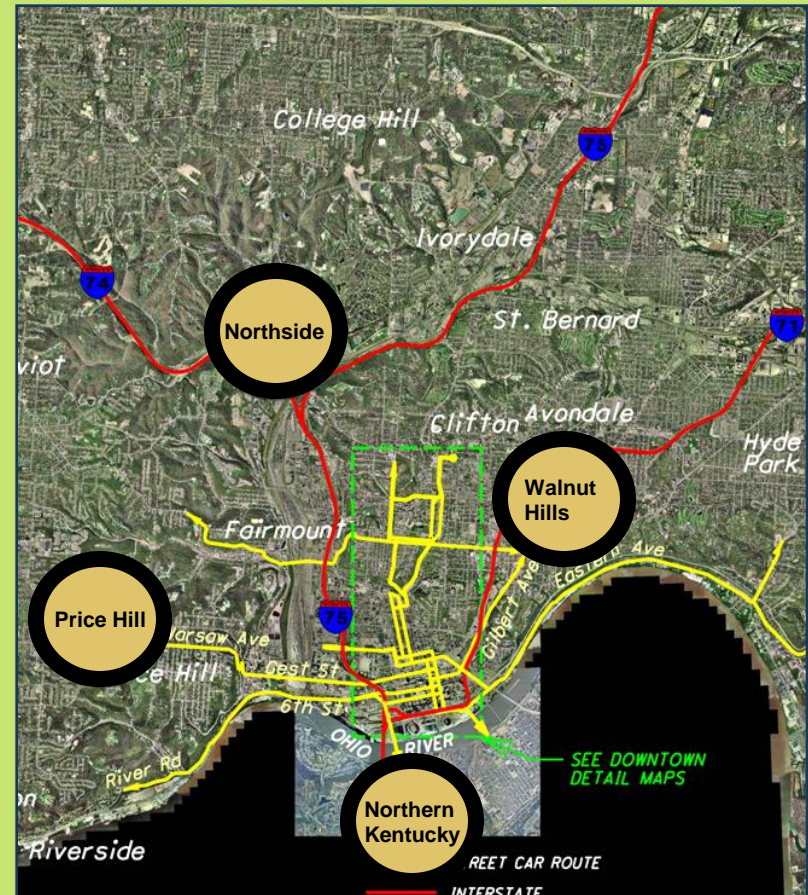 College Hill
75
Ivorydale
74
Northside
St. Bernard
71
viot
Clifton
Avondale
Hyde
Park
Walnut
Hills
Fairmount
Eastern Ave
Gilbert Ave
Price Hill
75
Warsaw Ave
ce Hill
Gest St
6th St
OHIO RIVER
River Rd
SEE DOWNTOWN
DETAIL MAPS
on
Northern
Kentucky
Riverside
REET CAR ROUTE
INTERSTATE